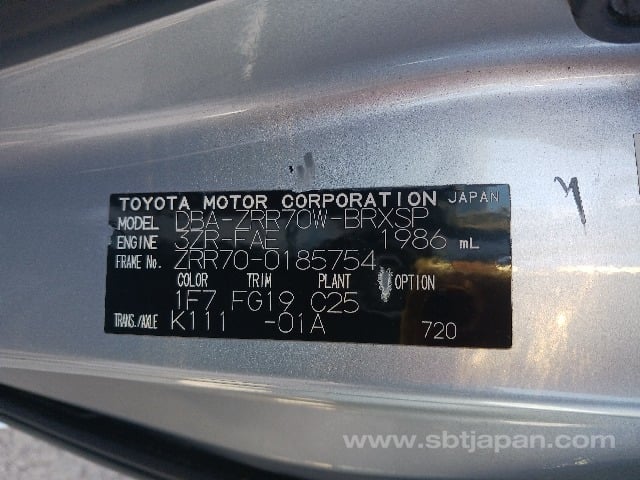 TOYOTA MOTOR CORPORATION JAPAN
MODEL DBA-ZRR70W-BRXSP
ENGINE 3ZR-FAE 1986 mL
FRAME No. ZRR70-0185754
COLOR TRIM PLANT OPTION
1F7 FG19 C25
TRANS./AXLE K111 -01A 720
www.sbtjapan.com